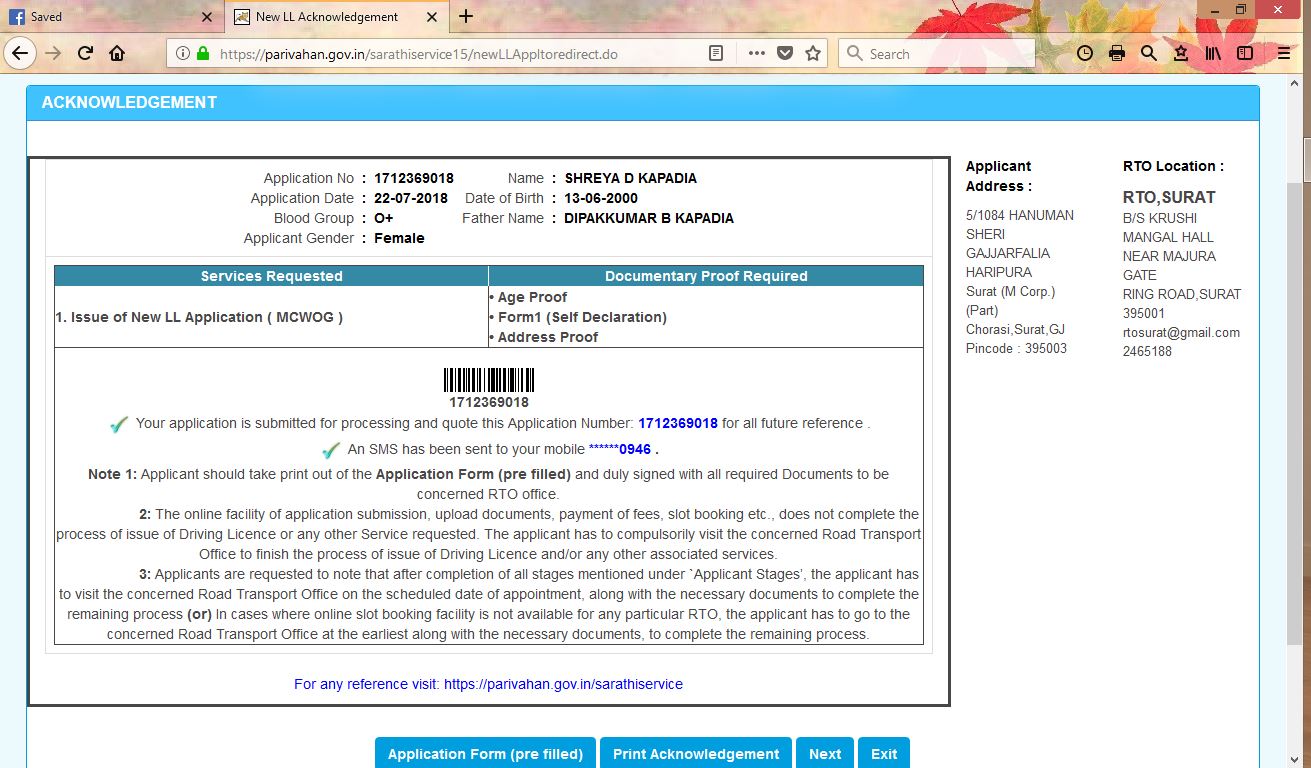 Saved
New LL Acknowledgement
https://parivahan.gov.in/sarathiservice15/newLLAppltoredirect.do
Search
ACKNOWLEDGEMENT
Application No : 1712369018 Name : SHREYA D KAPADIA
Application Date : 22-07-2018 Date of Birth : 13-06-2000
Blood Group : O+ Father Name : DIPAKKUMAR B KAPADIA
Applicant Gender : Female
Services Requested Documentary Proof Required
1. Issue of New LL Application ( MCWOG )
• Age Proof
• Form1 (Self Declaration)
• Address Proof
1712369018
Your application is submitted for processing and quote this Application Number: 1712369018 for all future reference .
An SMS has been sent to your mobile ******0946 .
Note 1: Applicant should take print out of the Application Form (pre filled) and duly signed with all required Documents to be
concerned RTO office.
2: The online facility of application submission, upload documents, payment of fees, slot booking etc., does not complete the
process of issue of Driving Licence or any other Service requested. The applicant has to compulsorily visit the concerned Road Transport
Office to finish the process of issue of Driving Licence and/or any other associated services.
3: Applicants are requested to note that after completion of all stages mentioned under `Applicant Stages', the applicant has
to visit the concerned Road Transport Office on the scheduled date of appointment, along with the necessary documents to complete the
remaining process (or) In cases where online slot booking facility is not available for any particular RTO, the applicant has to go to the
concerned Road Transport Office at the earliest along with the necessary documents, to complete the remaining process.
For any reference visit: https://parivahan.gov.in/sarathiservice
Applicant
Address :
5/1084 HANUMAN
SHERI
GAJJARFALIA
HARIPURA
Surat (M Corp.)
(Part)
Chorasi,Surat,GJ
Pincode : 395003
RTO Location :
RTO,SURAT
B/S KRUSHI
MANGAL HALL
NEAR MAJURA
GATE
RING ROAD,SURAT
395001
rtosurat@gmail.com
2465188
Application Form (pre filled) Print Acknowledgement Next Exit